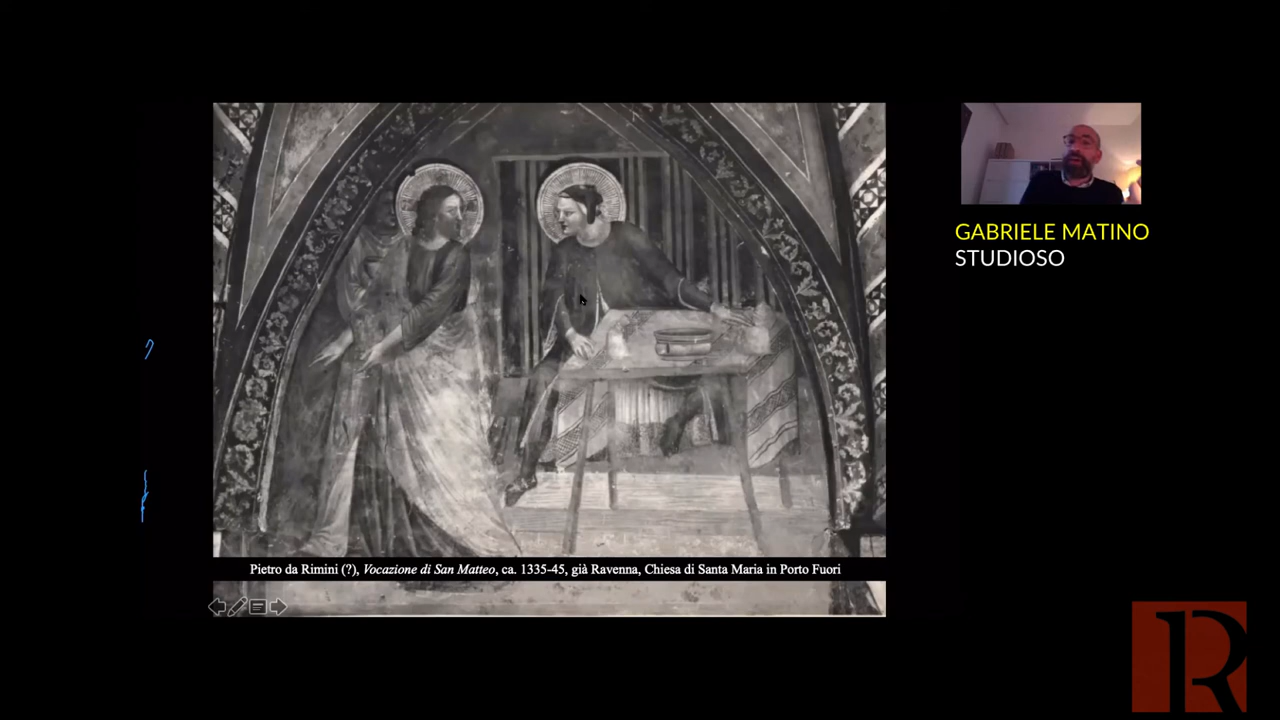 GABRIELE MATINO
STUDIOSO
Pietro da Rimini (?), Vocazione di San Matteo, ca. 1335-45, già Ravenna, Chiesa di Santa Maria in Porto Fuori
R